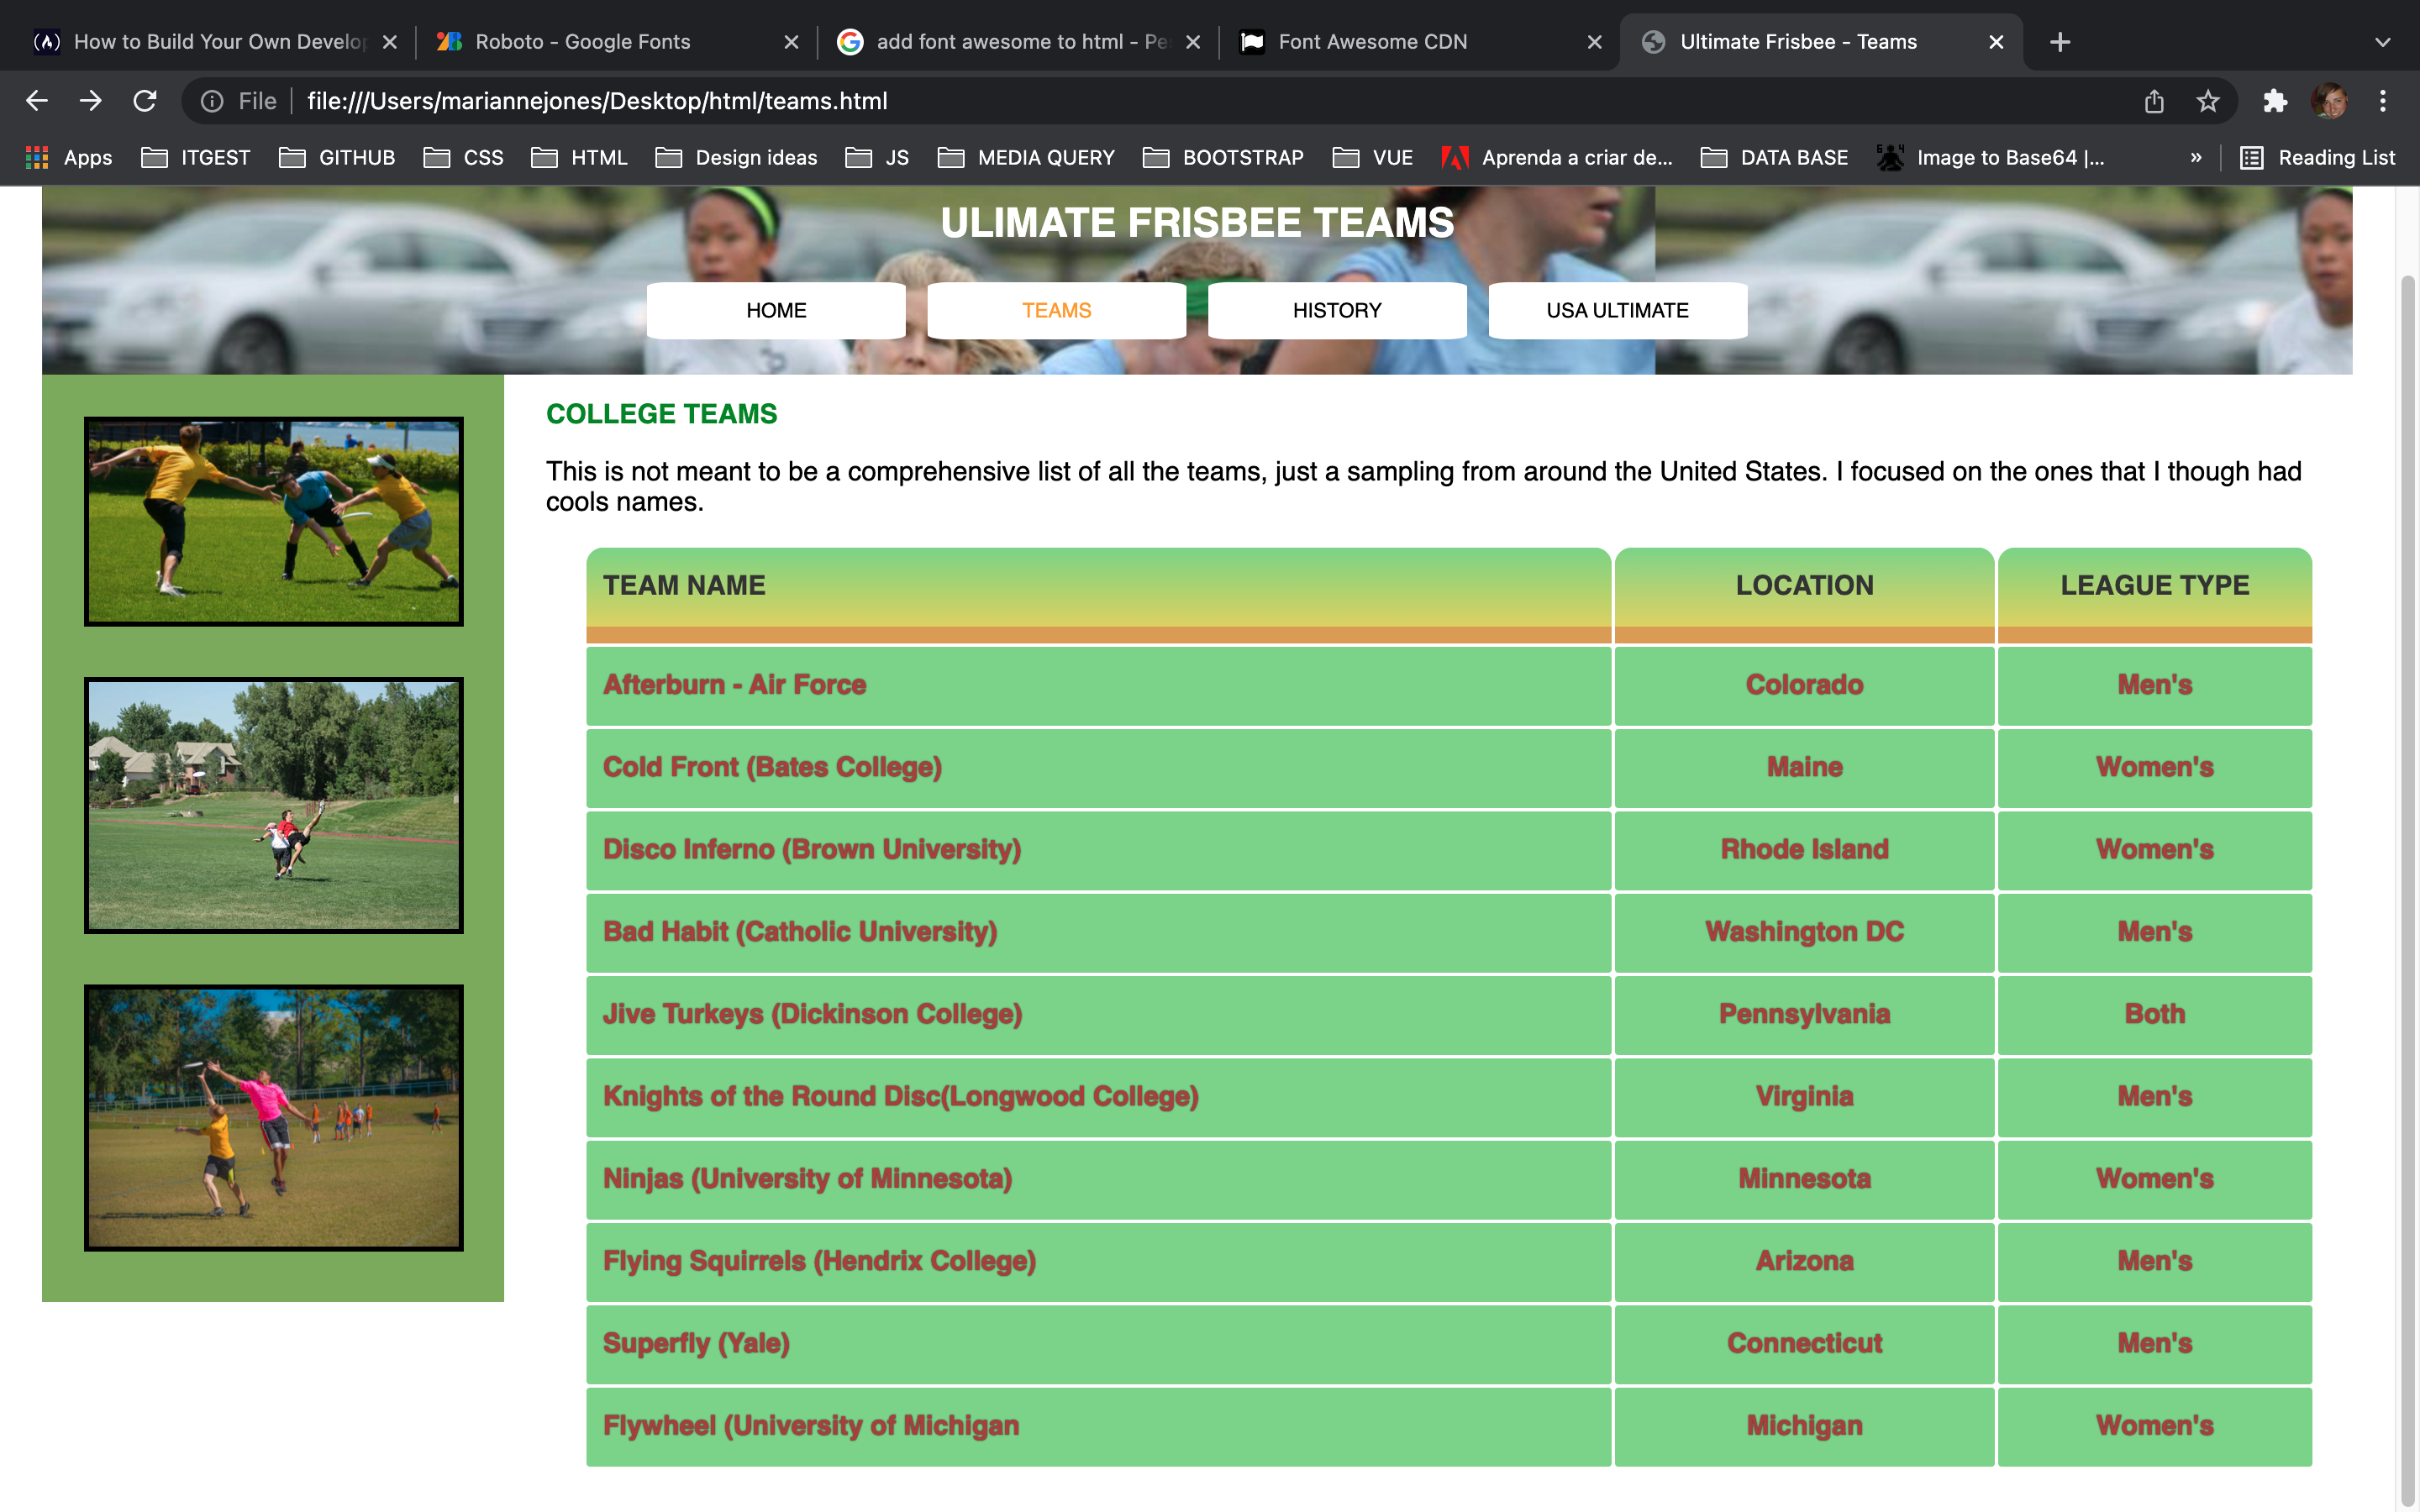 How to Build Your Own Develop
Roboto - Google Fonts
add font awesome to html - Pe
Font Awesome CDN
Ultimate Frisbee - Teams
File file:///Users/mariannejones/Desktop/html/teams.html
Apps ITGEST GITHUB CSS HTML Design ideas JS MEDIA QUERY BOOTSTRAP VUE Aprenda a criar de... DATA BASE Image to Base64 |... » Reading List
ULIMATE FRISBEE TEAMS
HOME TEAMS HISTORY USA ULTIMATE
COLLEGE TEAMS
This is not meant to be a comprehensive list of all the teams, just a sampling from around the United States. I focused on the ones that I though had
cools names.
TEAM NAME LOCATION LEAGUE TYPE
Afterburn - Air Force Colorado Men's
Cold Front (Bates College) Maine Women's
Disco Inferno (Brown University) Rhode Island Women's
Bad Habit (Catholic University) Washington DC Men's
Jive Turkeys (Dickinson College) Pennsylvania Both
Knights of the Round Disc(Longwood College) Virginia Men's
Ninjas (University of Minnesota) Minnesota Women's
Flying Squirrels (Hendrix College) Arizona Men's
Superfly (Yale) Connecticut Men's
Flywheel (University of Michigan Michigan Women's